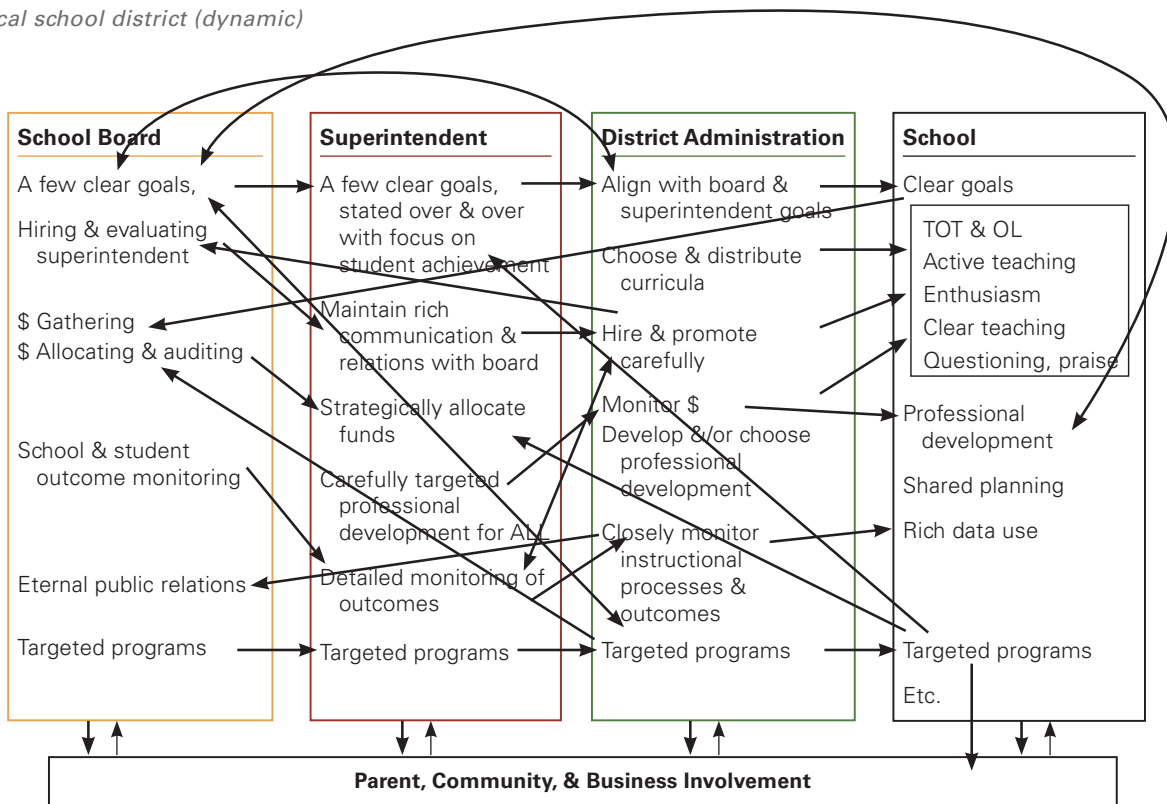 cal school district (dynamic)
School Board
A few clear goals,
Hiring & evaluating
superintendent
$ Gathering
$ Allocating & auditing
School & student
outcome monitoring
Eternal public relations
Targeted programs
Superintendent
A few clear goals,
stated over & over
with focus on
student achievement
Maintain rich
communication &
relations with board
Strategically allocate
funds
Carefully targeted
professional
development for ALL
Detailed monitoring of
outcomes
Targeted programs
District Administration
Align with board &
superintendent goals
Choose & distribute
curricula
Hire & promote
carefully
Monitor $
Develop &/or choose
professional
development
Closely monitor
instructional
processes &
outcomes
Targeted programs
School
Clear goals
TOT & OL
Active teaching
Enthusiasm
Clear teaching
Questioning, praise
Professional
development
Shared planning
Rich data use
Targeted programs
Etc.
Parent, Community, & Business Involvement